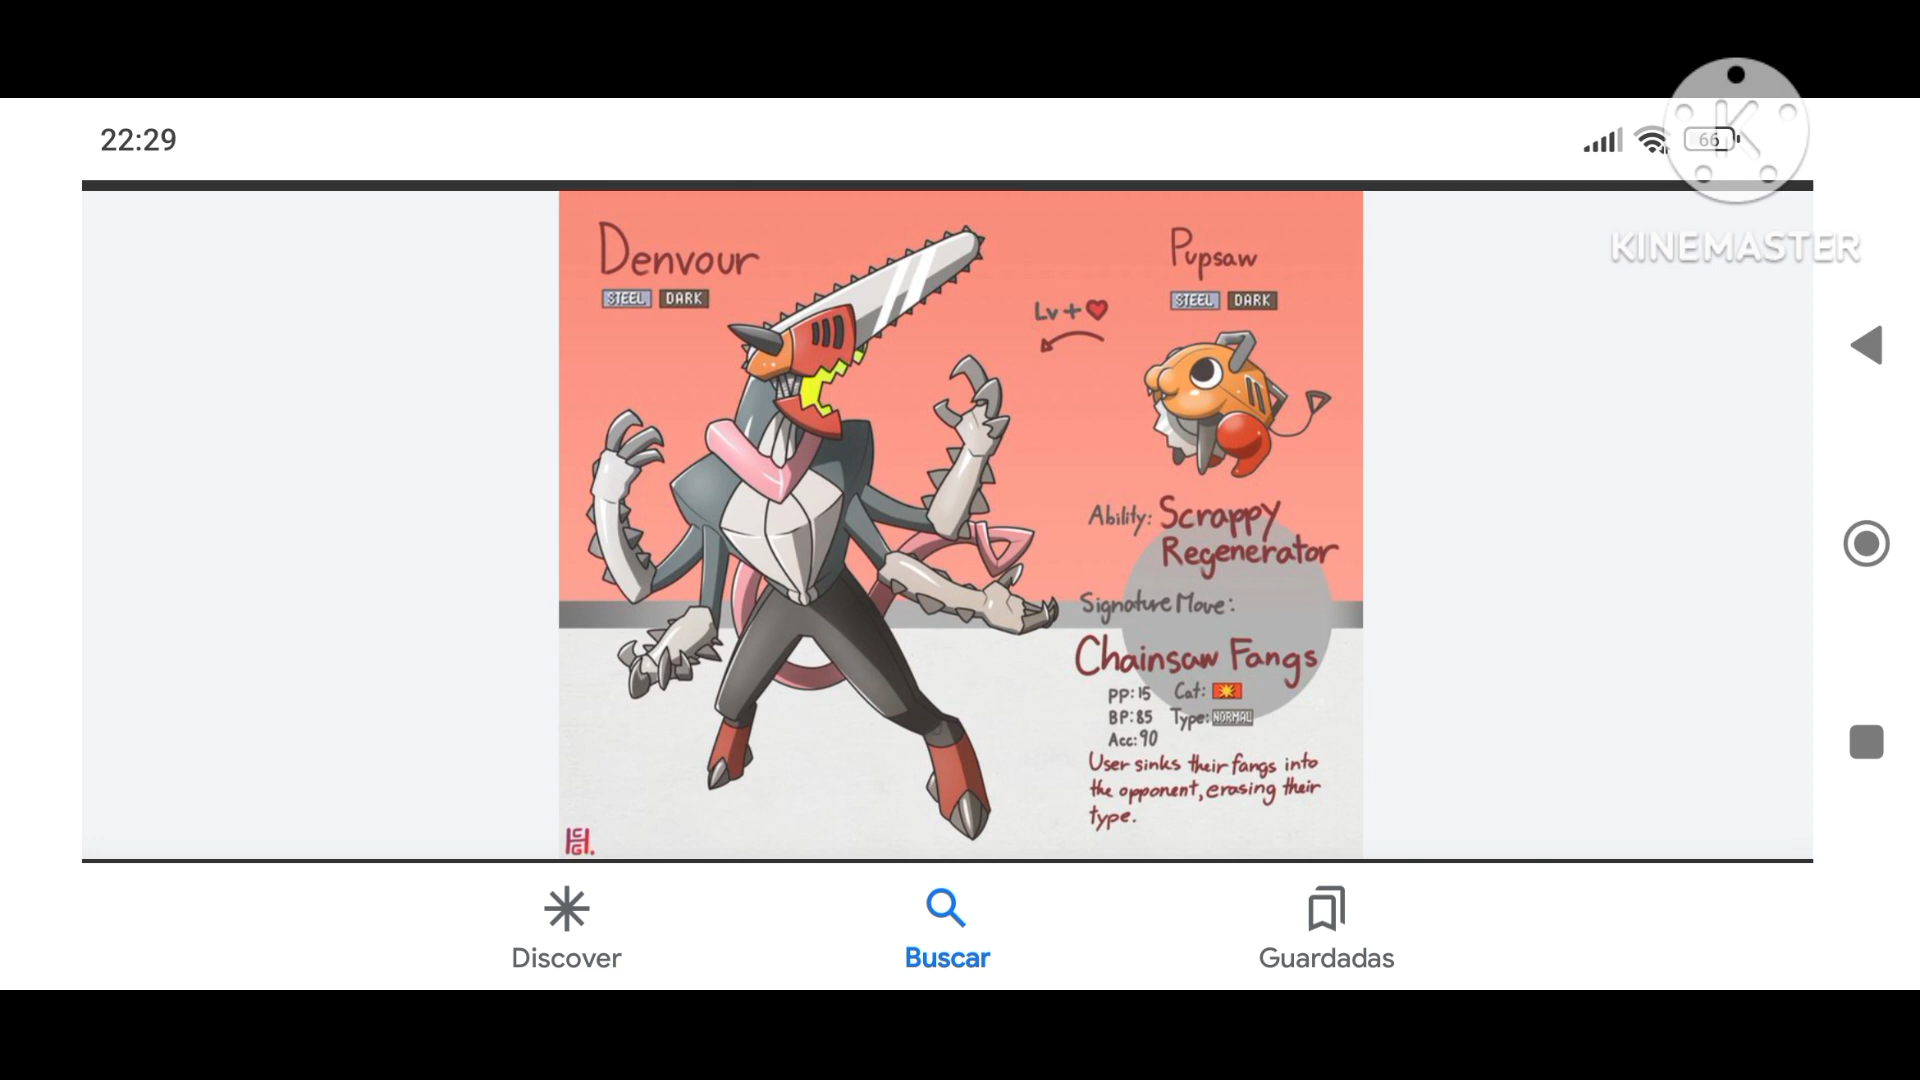 22:29
66
K
KINEMASTER
Denvour
STEEL DARK
Pupsaw
STEEL DARK
Lv+
Ability: Scrappy
Regenerator
Signature Move:
Chainsaw Fangs
PP: 15 Cat:
BP: 85 Type: NORMAL
Acc: 90
User sinks their fangs into
the opponent, erasing their
type.
Discover
Buscar
Guardadas